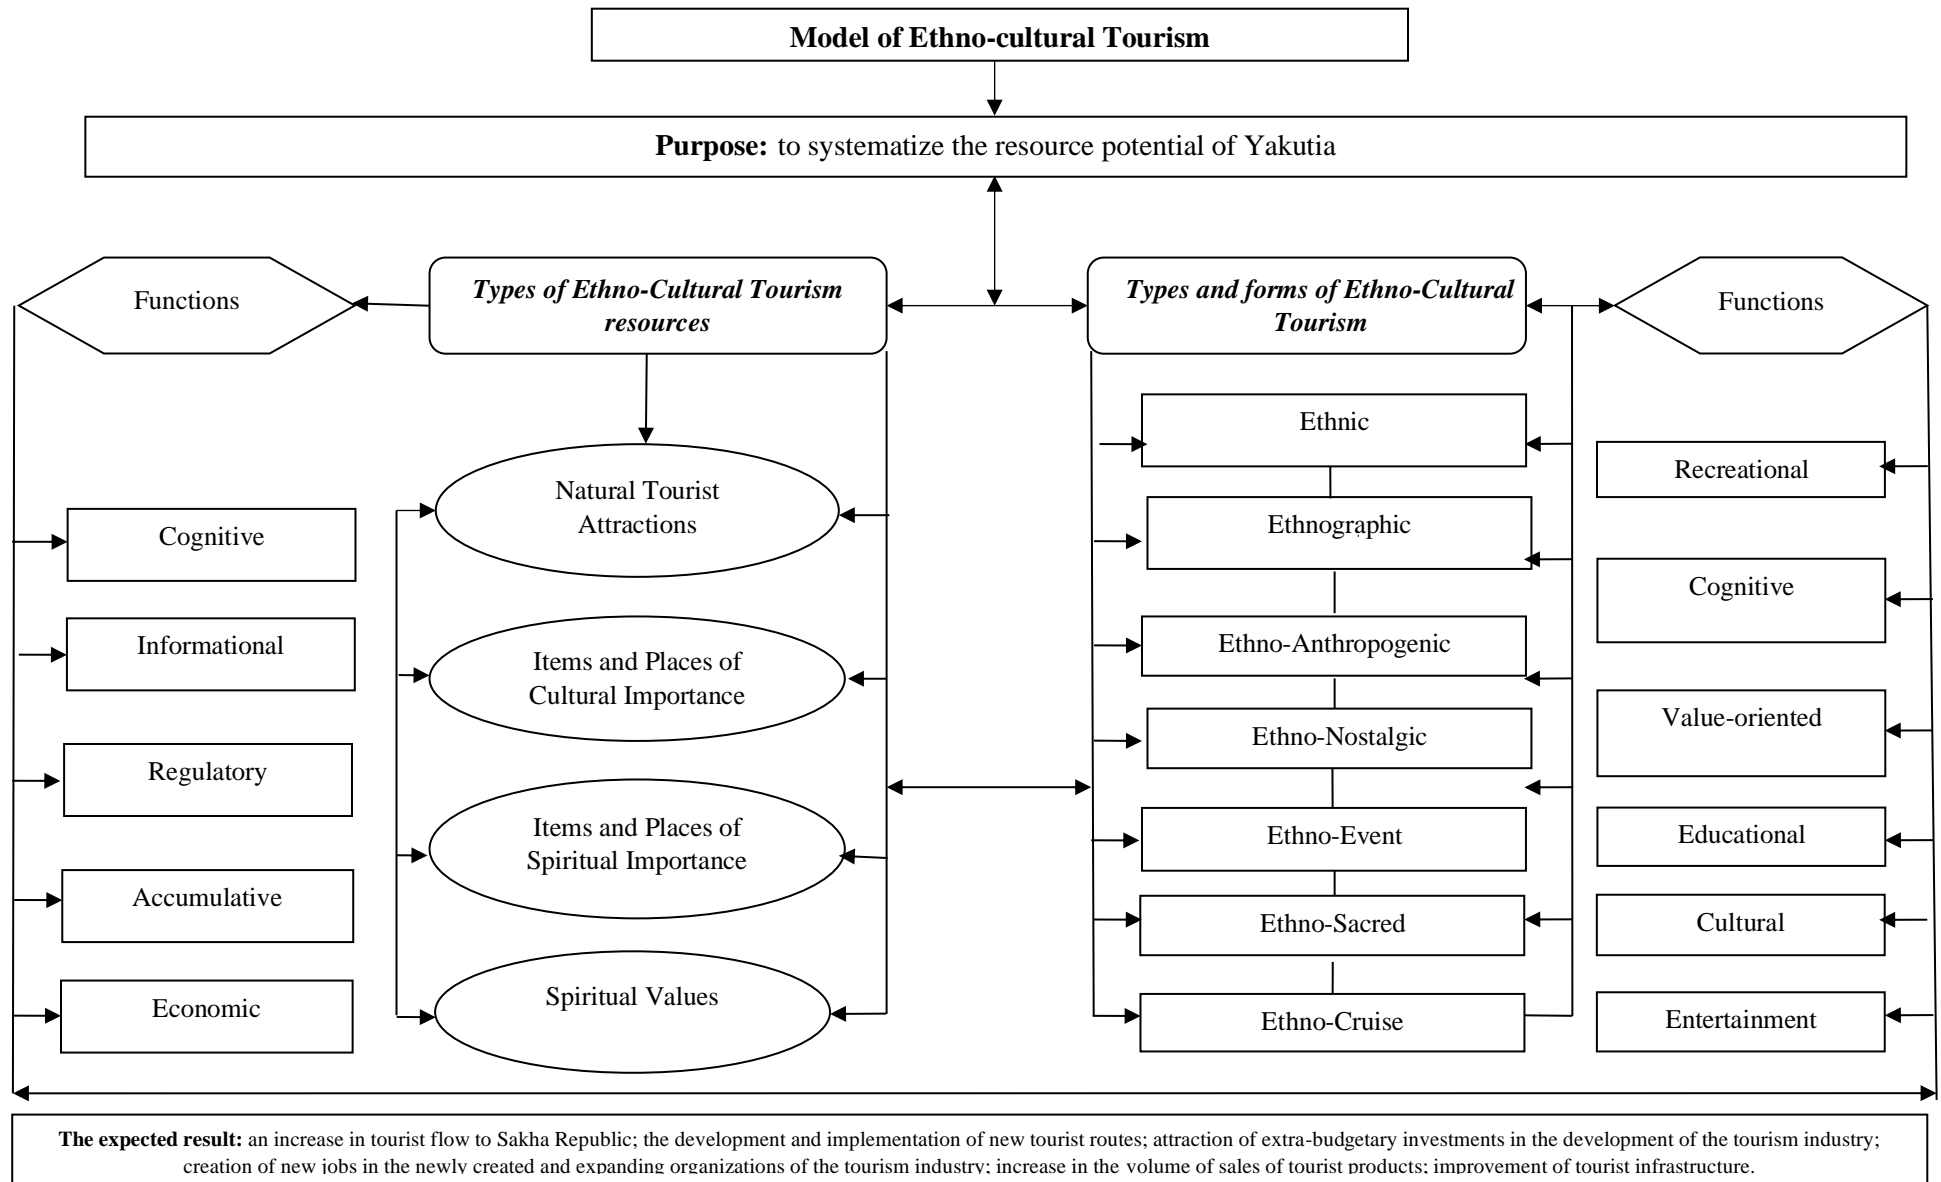 Model of Ethno-cultural Tourism
Purpose: to systematize the resource potential of Yakutia
Functions
Types of Ethno-Cultural Tourism
resources
Types and forms of Ethno-Cultural
Tourism
Functions
Cognitive
Informational
Regulatory
Accumulative
Economic
Natural Tourist
Attractions
Items and Places of
Cultural Importance
Items and Places of
Spiritual Importance
Spiritual Values
Ethnic
Ethnographic
Ethno-Anthropogenic
Ethno-Nostalgic
Ethno-Event
Ethno-Sacred
Ethno-Cruise
Recreational
Cognitive
Value-oriented
Educational
Cultural
Entertainment
The expected result: an increase in tourist flow to Sakha Republic; the development and implementation of new tourist routes; attraction of extra-budgetary investments in the development of the tourism industry;
creation of new jobs in the newly created and expanding organizations of the tourism industry; increase in the volume of sales of tourist products; improvement of tourist infrastructure.